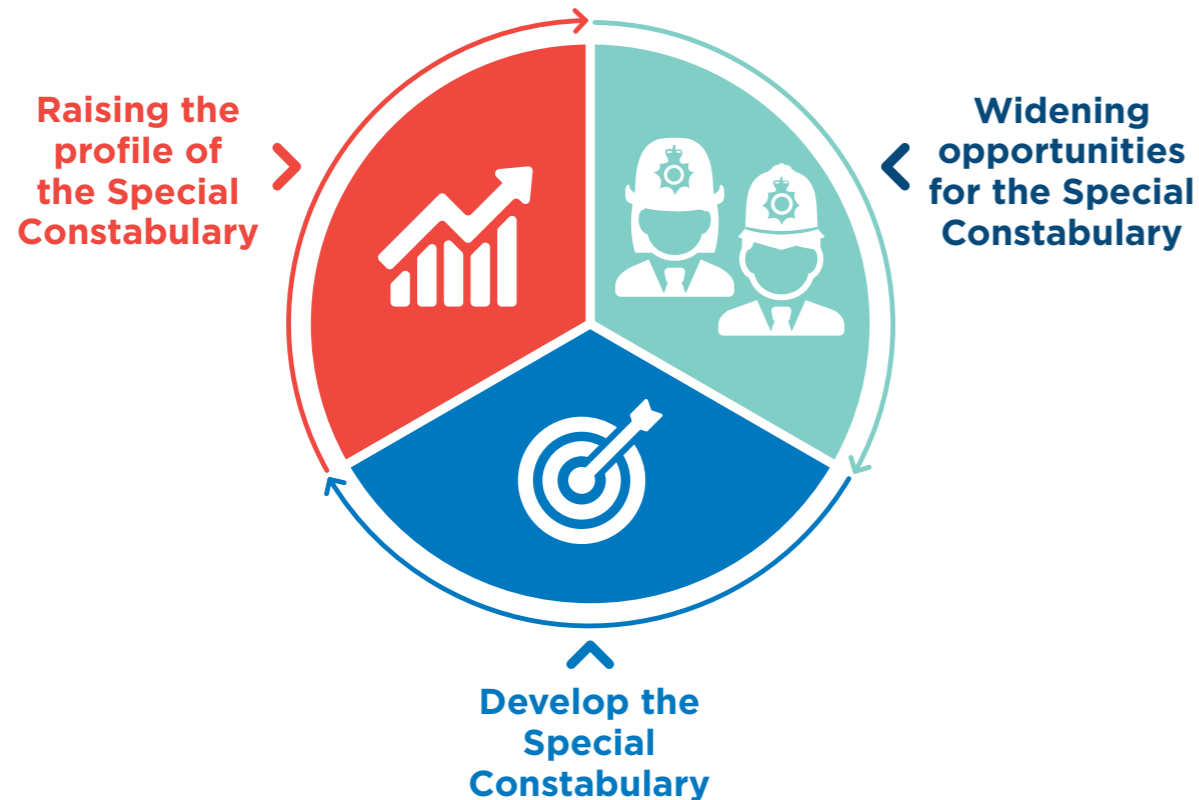 Raising the
profile of
the Special
Constabulary
Widening
opportunities
for the Special
Constabulary
Develop the
Special
Constabulary